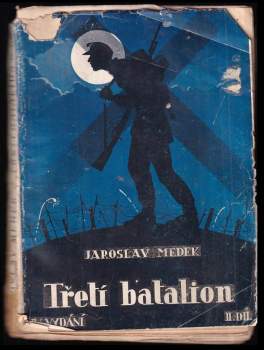 JAROSLAV MEDEK
Třetí batalion
VYDÁNÍ
II. DÍL